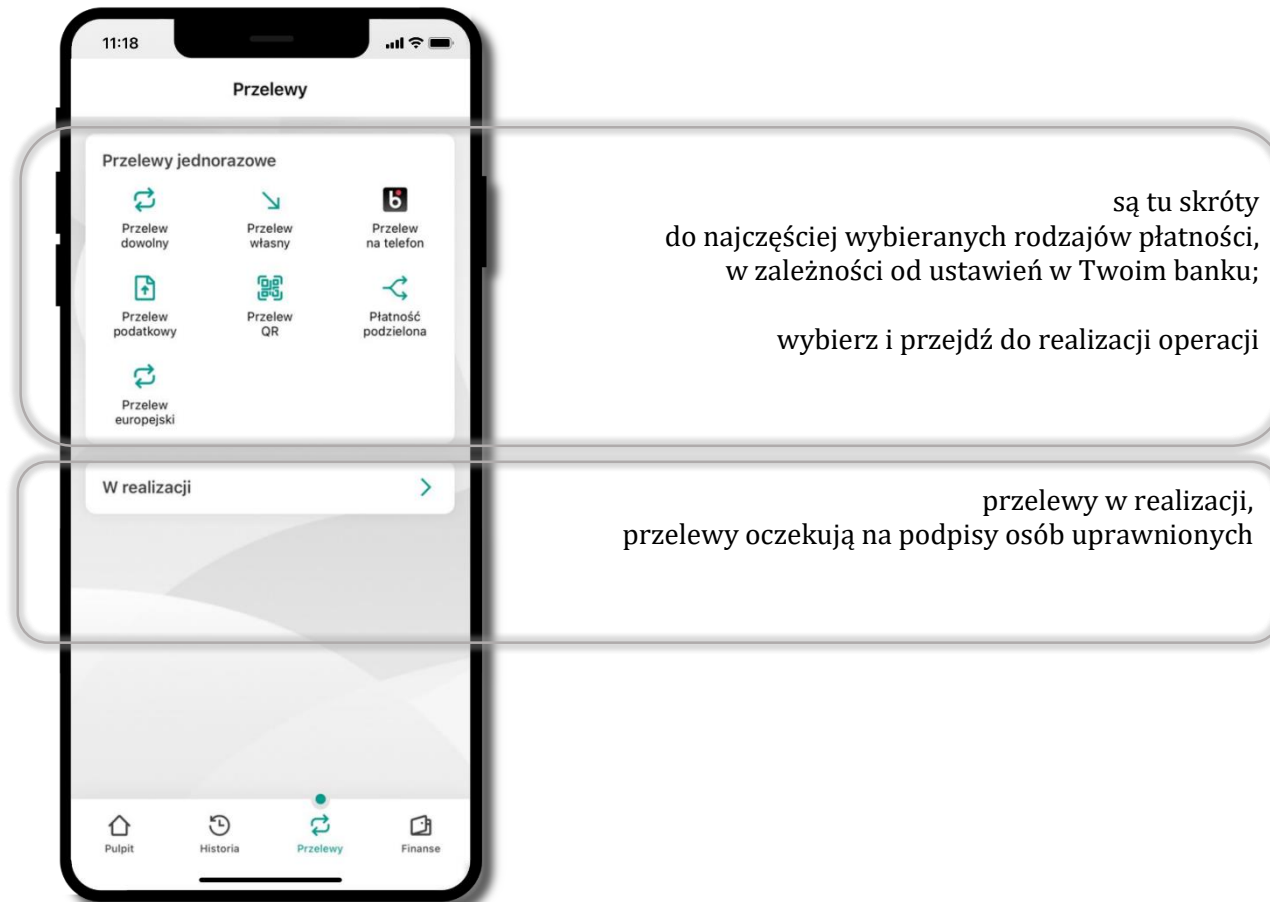 11:18
Przelewy
Przelewy jednorazowe
Przelew
dowolny
Przelew
własny
Przelew
na telefon
Przelew
podatkowy
Przelew
QR
Płatność
podzielona
Przelew
europejski
są tu skróty
do najczęściej wybieranych rodzajów płatności,
w zależności od ustawień w Twoim banku;
wybierz i przejdź do realizacji operacji
W realizacji
przelewy w realizacji,
przelewy oczekują na podpisy osób uprawnionych
Pulpit
Historia
Przelewy
Finanse